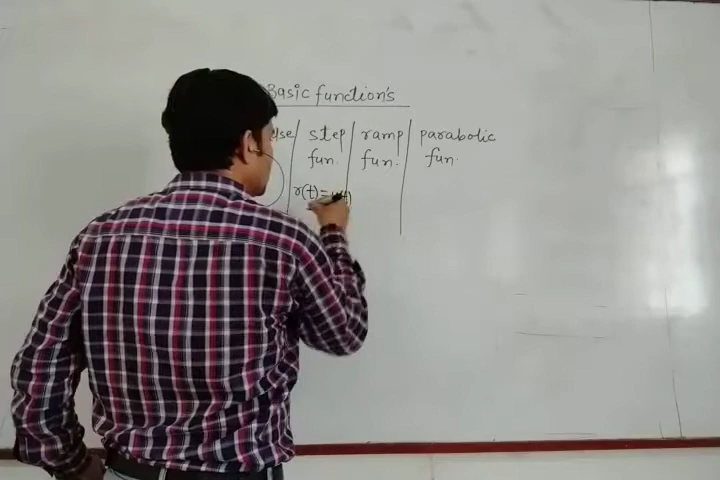 Basic function's
step fun. | ramp fun. | parabolic fun.
r(t) =